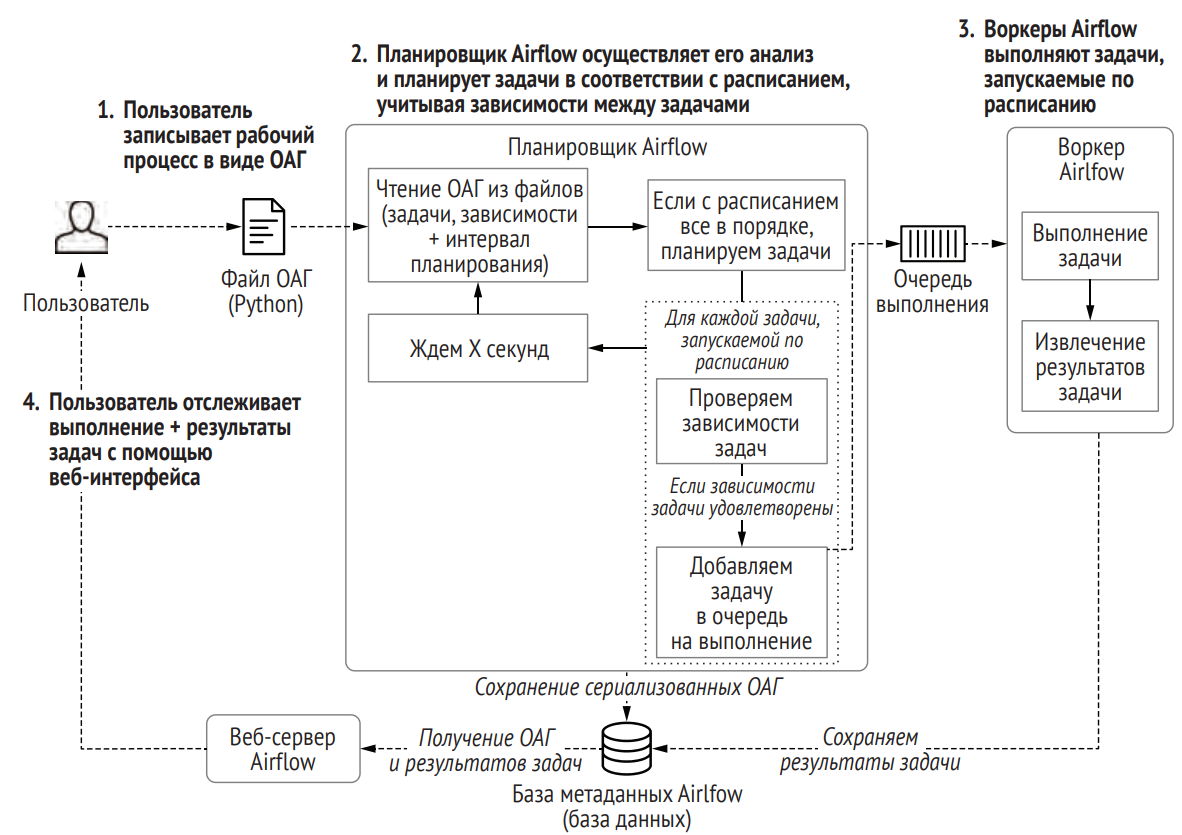 1. Пользователь
записывает рабочий
процесс в виде ОАГ
2. Планировщик Airflow осуществляет его анализ
и планирует задачи в соответствии с расписанием,
учитывая зависимости между задачами
3. Воркеры Airflow
выполняют задачи,
запускаемые по
расписанию
Пользователь
Файл ОАГ
(Python)
Планировщик Airflow
Чтение ОАГ из файлов
(задачи, зависимости
+ интервал
планирования)
Если с расписанием
все в порядке,
планируем задачи
Ждем X секунд
Для каждой задачи,
запускаемой по
расписанию
Проверяем
зависимости
задач
Если зависимости
задачи удовлетворены
Добавляем
задачу
в очередь
на выполнение
Очередь
выполнения
Воркер
Airlfow
Выполнение
задачи
Извлечение
результатов
задачи
4. Пользователь отслеживает
выполнение + результаты
задач с помощью
веб-интерфейса
Сохранение сериализованных ОАГ
Веб-сервер
Airflow
Получение ОАГ
и результатов задач
Сохраняем
результаты задачи
База метаданных Airlfow
(база данных)